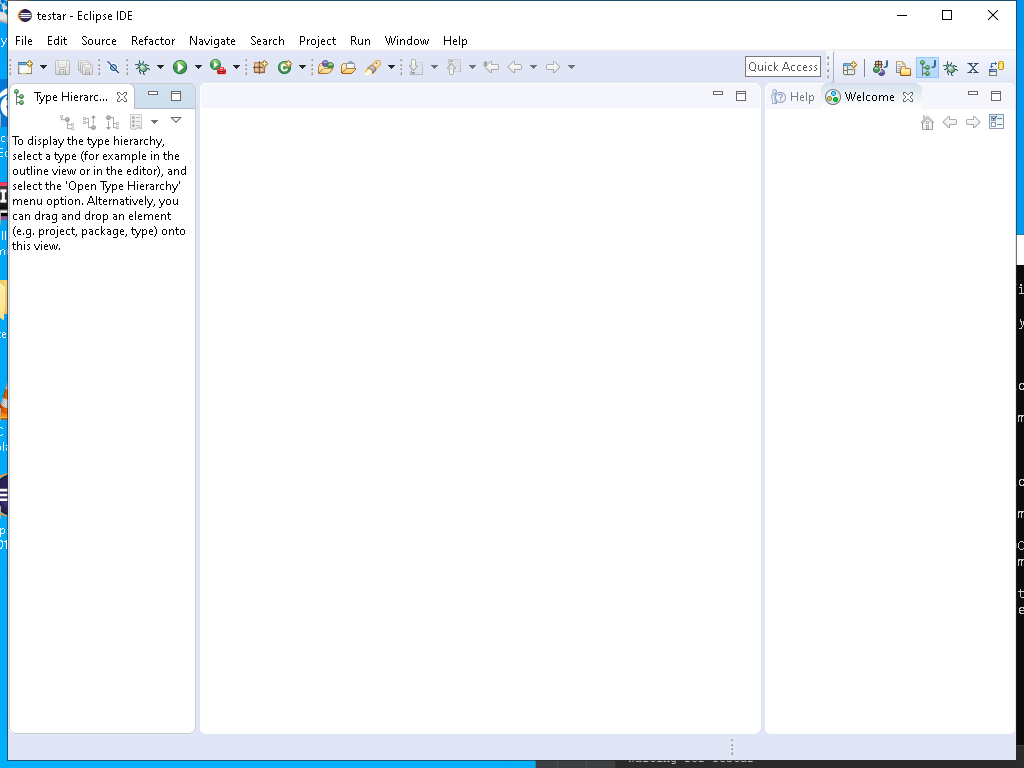 testar - Eclipse IDE
File Edit Source Refactor Navigate Search Project Run Window Help
Quick Access
Type Hierarc...
Help
Welcome
To display the type hierarchy,
select a type (for example in the
outline view or in the editor), and
select the 'Open Type Hierarchy'
menu option. Alternatively, you
can drag and drop an element
(e.g. project, package, type) onto
this view.